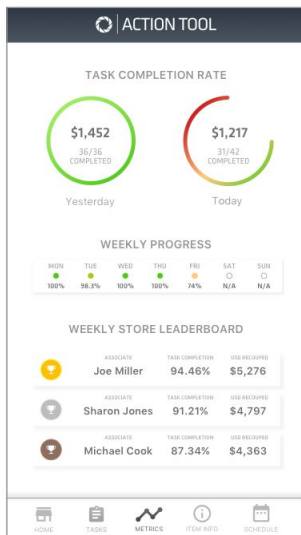 ACTION TOOL
TASK COMPLETION RATE
$1,452
36/36
COMPLETED
Yesterday
$1,217
31/42
COMPLETED
Today
WEEKLY PROGRESS
MON TUE WED THU FRI SAT SUN
100% 98.3% 100% 100% 74% N/A N/A
WEEKLY STORE LEADERBOARD
ASSOCIATE TASK COMPLETION USD RECOUPED
Joe Miller 94.46% $5,276
ASSOCIATE TASK COMPLETION USD RECOUPED
Sharon Jones 91.21% $4,797
ASSOCIATE TASK COMPLETION USD RECOUPED
Michael Cook 87.34% $4,363
HOME TASKS METRICS ITEM INFO SCHEDULE